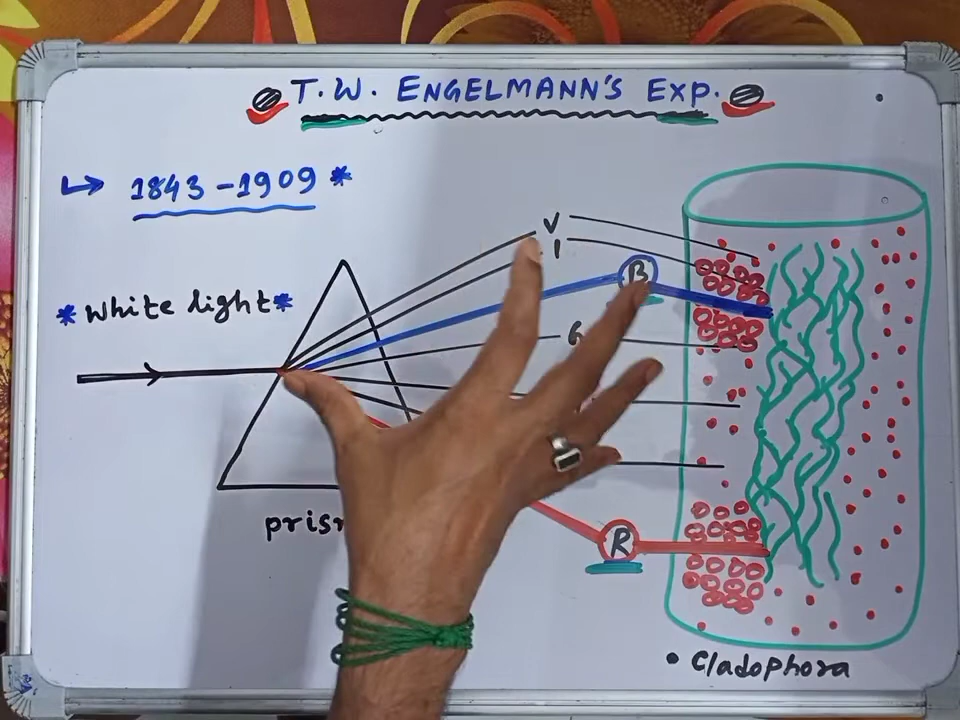 T. W. ENGELMANN'S EXP.
1843 - 1909 *
* White light *
V
I
B
G
R
prism
• Cladophora